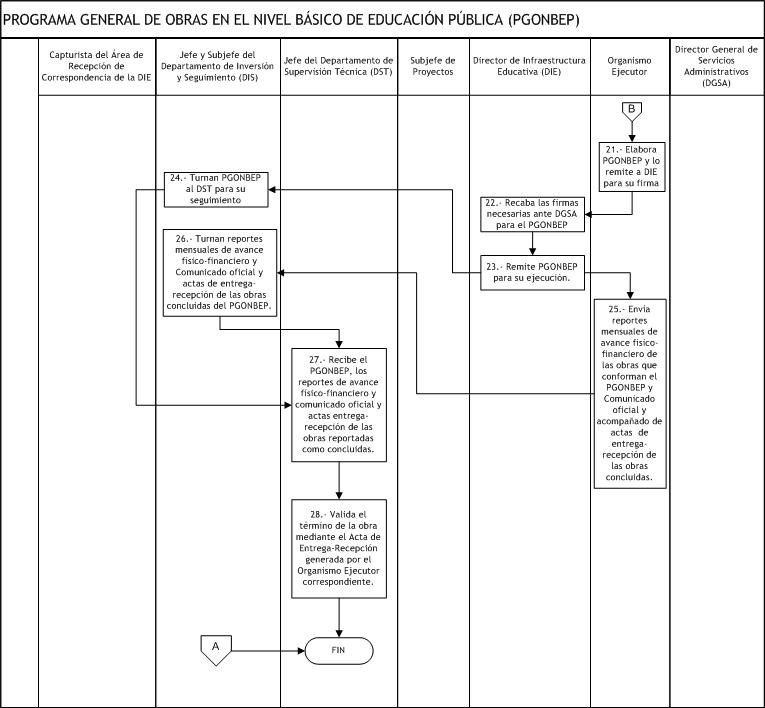 PROGRAMA GENERAL DE OBRAS EN EL NIVEL BÁSICO DE EDUCACIÓN PÚBLICA (PGONBEP)
Capturista del Área de
Recepción de
Correspondencia de la DIE
Jefe y Subjefe del
Departamento de Inversión
y Seguimiento (DIS)
Jefe del Departamento de
Supervisión Técnica (DST)
Subjefe de
Proyectos
Director de Infraestructura
Educativa (DIE)
Organismo
Ejecutor
Director General de
Servicios
Administrativos
(DGSA)
B
21.- Elabora
PGONBEP y lo
remite a DIE
para su firma
22.- Recaba las firmas
necesarias ante DGSA
para el PGONBEP
23.- Remite PGONBEP
para su ejecución.
24.- Turnan PGONBEP
al DST para su
seguimiento
25.- Envía
reportes
mensuales de
avance físico-
financiero de
las obras que
conforman el
PGONBEP y
Comunicado
oficial y
acompañado de
actas de
entrega-
recepción de
las obras
concluidas.
26.- Turnan reportes
mensuales de avance
físico-financiero y
Comunicado oficial y
actas de entrega-
recepción de las obras
concluidas del PGONBEP.
27.- Recibe el
PGONBEP, los
reportes de avance
físico-financiero y
comunicado oficial y
actas entrega-
recepción de las
obras reportadas
como concluidas.
28.- Valida el
término de la obra
mediante el Acta de
Entrega-Recepción
generada por el
Organismo Ejecutor
correspondiente.
A
FIN